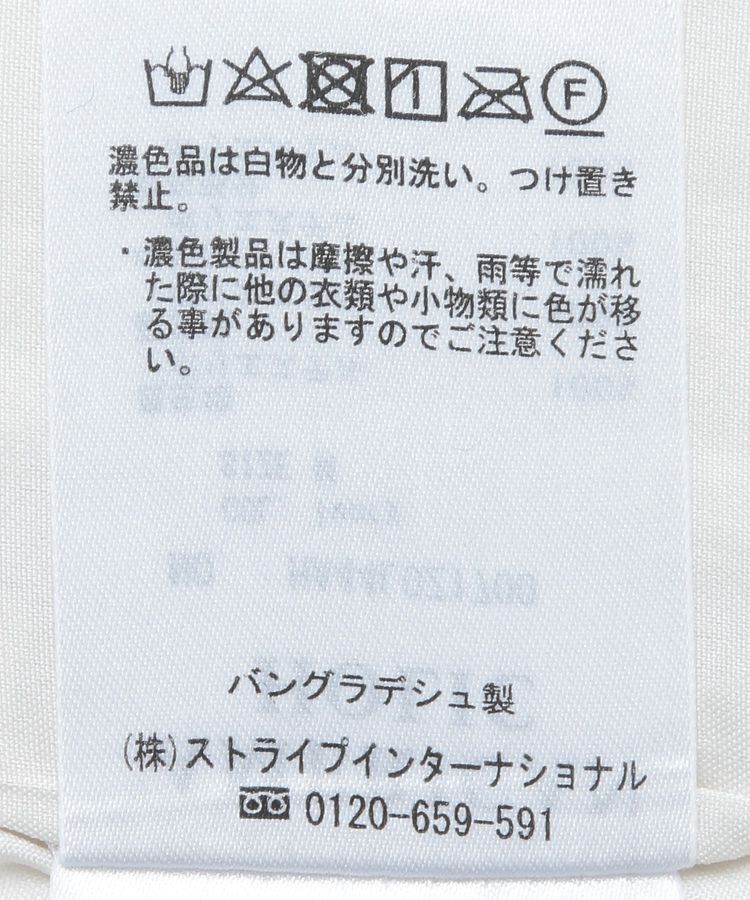 F
濃色品は白物と分別洗い。つけ置き
禁止。
・濃色製品は摩擦や汗、雨等で濡れ
た際に他の衣類や小物類に色が移
る事がありますのでご注意くださ
い。
バングラデシュ製
(株)ストライプインターナショナル
0120-659-591